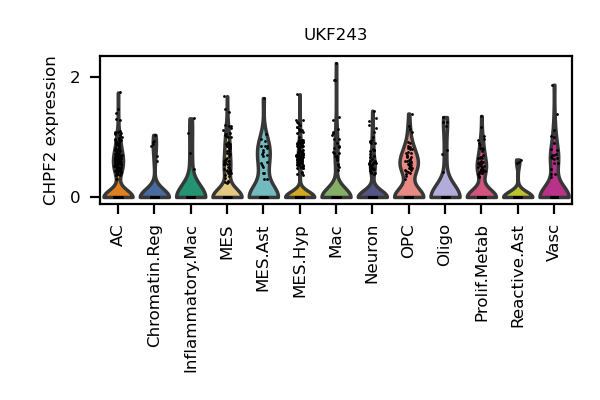 UKF243
CHPF2 expression
2
0
AC
Chromatin.Reg
Inflammatory.Mac
MES
MES.Ast
MES.Hyp
Mac
Neuron
OPC
Oligo
Prolif.Metab
Reactive.Ast
Vasc